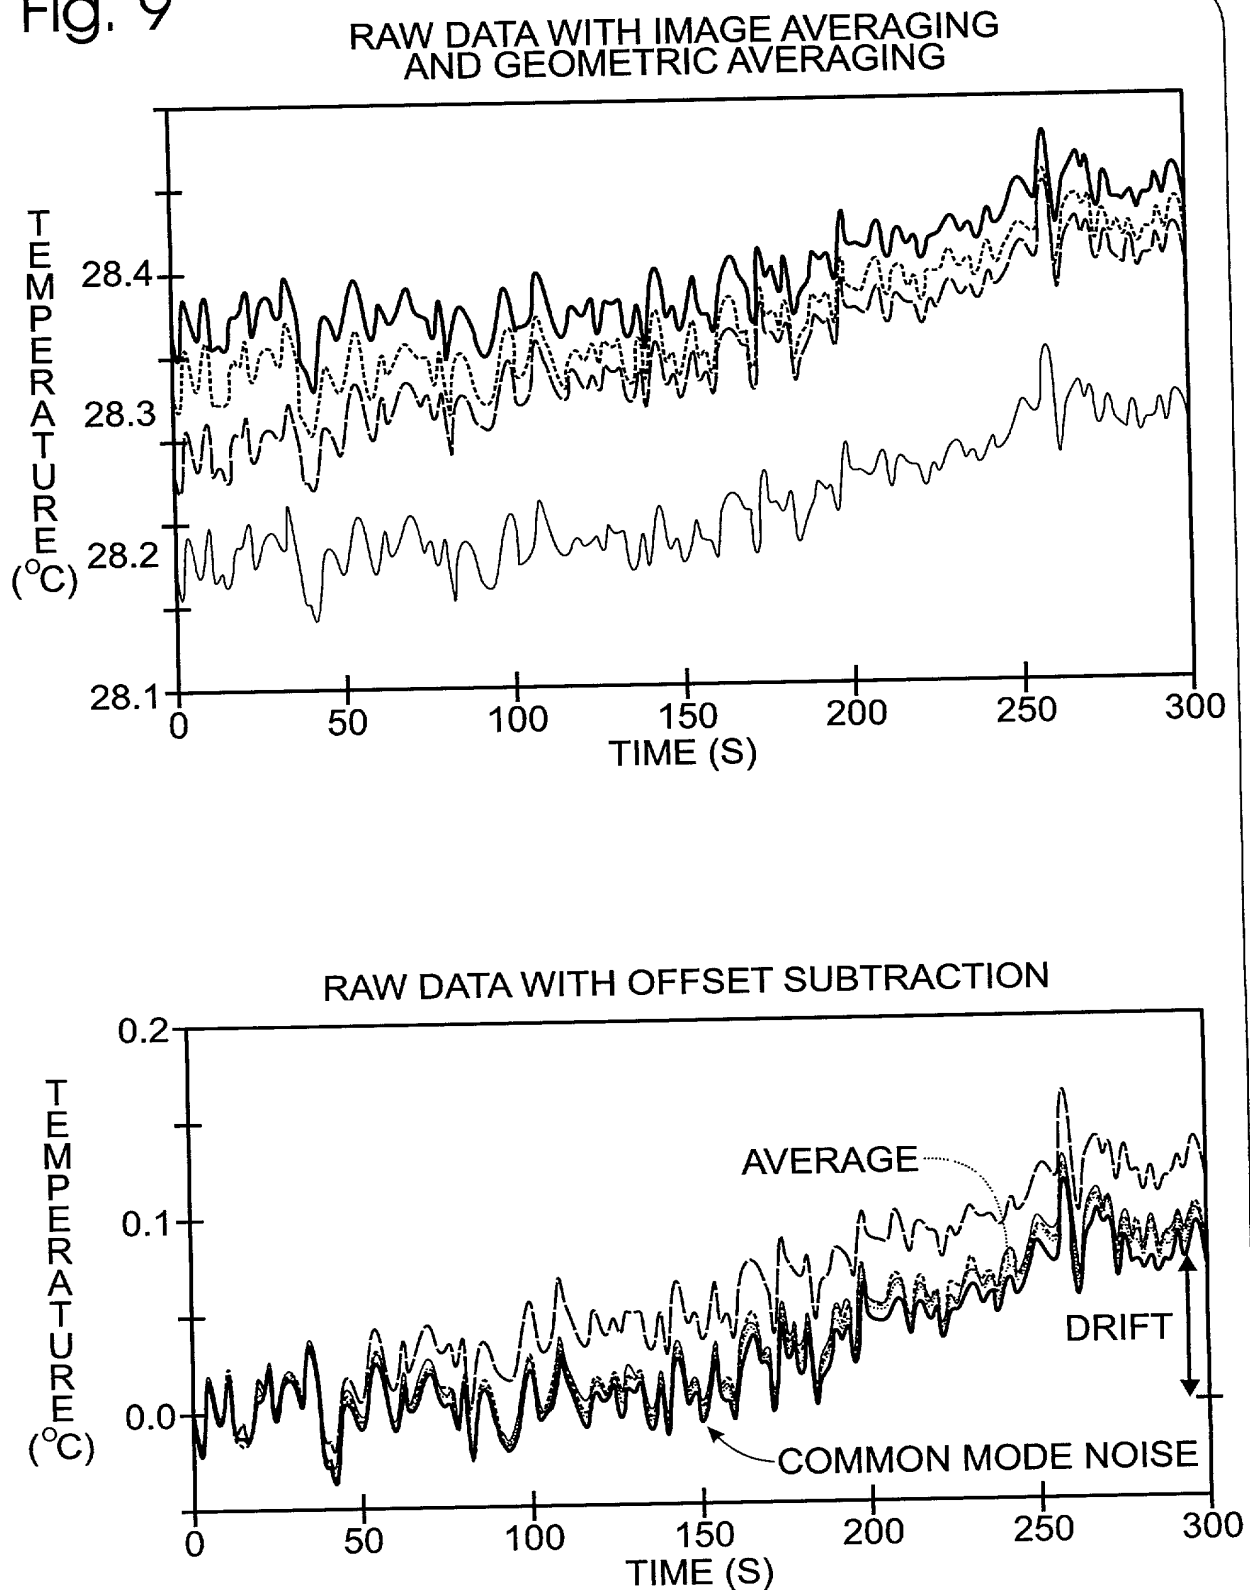 Fig. 9
RAW DATA WITH IMAGE AVERAGING
AND GEOMETRIC AVERAGING
TEMPERATURE
(°C)
28.4
28.3
28.2
28.1
0 50 100 150 200 250 300
TIME (S)
RAW DATA WITH OFFSET SUBTRACTION
TEMPERATURE
(°C)
0.2
0.1
0.0
AVERAGE
DRIFT
COMMON MODE NOISE
0 50 100 150 200 250 300
TIME (S)